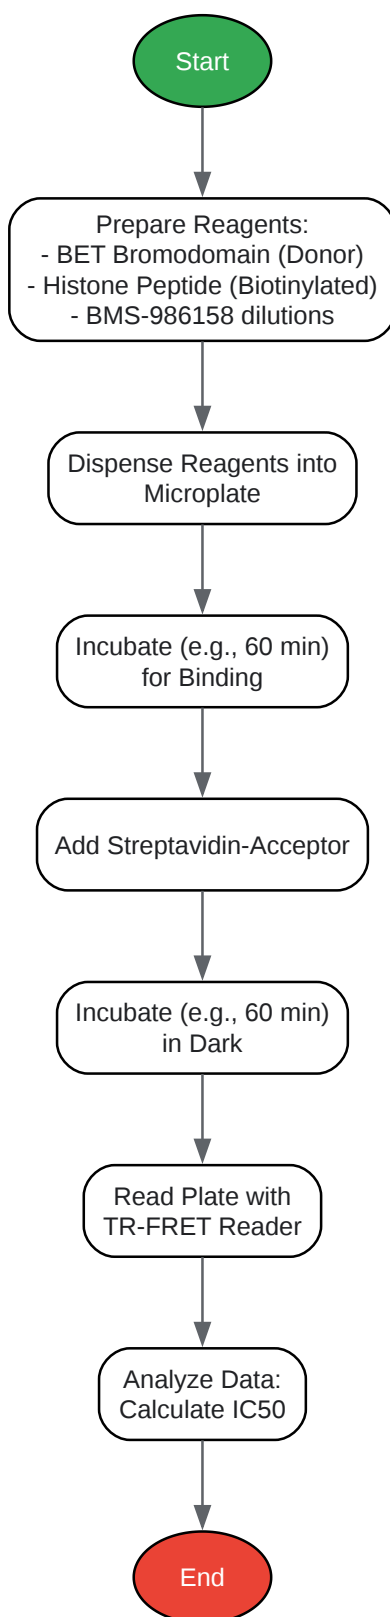 Start
Prepare Reagents:
- BET Bromodomain (Donor)
- Histone Peptide (Biotinylated)
- BMS-986158 dilutions
Dispense Reagents into
Microplate
Incubate (e.g., 60 min)
for Binding
Add Streptavidin-Acceptor
Incubate (e.g., 60 min)
in Dark
Read Plate with
TR-FRET Reader
Analyze Data:
Calculate IC50
End